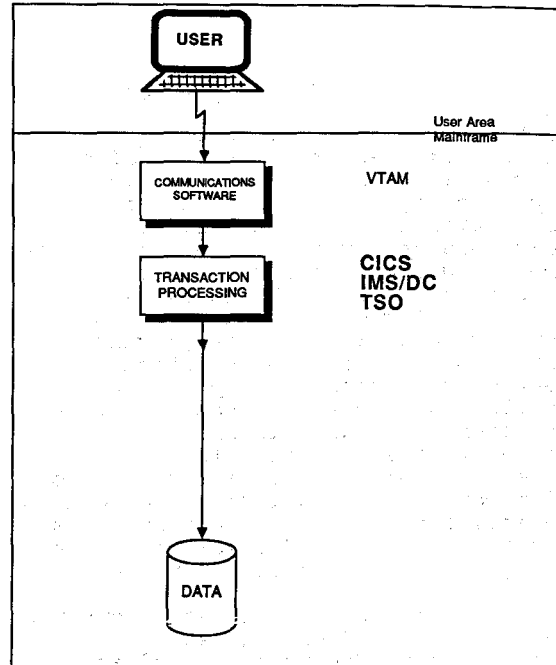 USER
User Area
Mainframe
COMMUNICATIONS
SOFTWARE
VTAM
TRANSACTION
PROCESSING
CICS
IMS/DC
TSO
DATA